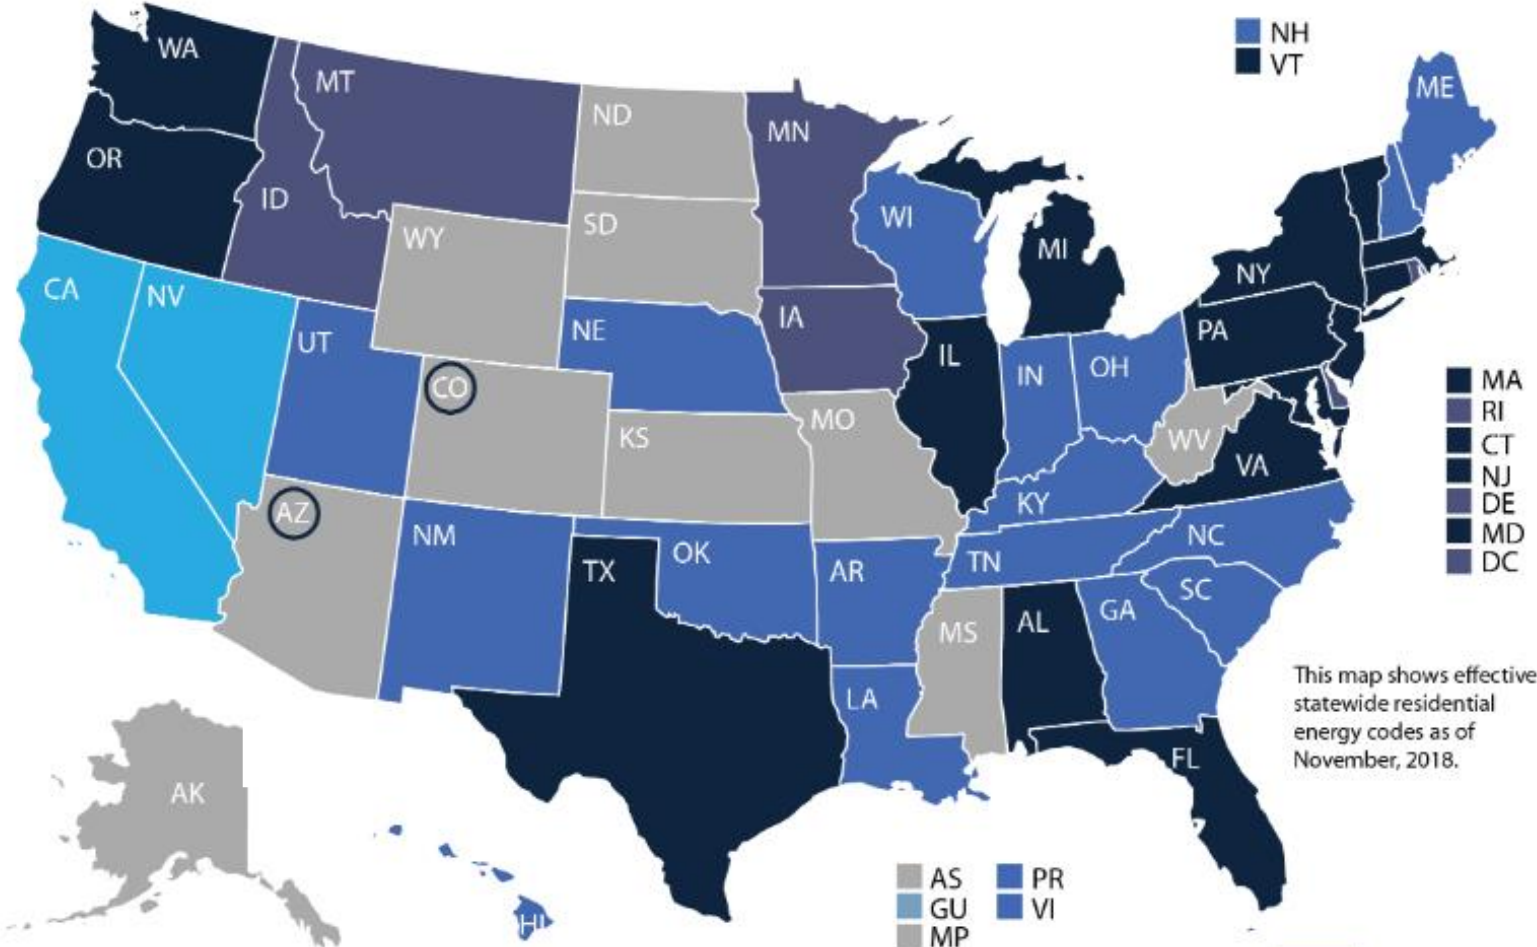 WA
MT
ND
MN
OR
ID
WY
SD
WI
MI
NH
VT
ME
NY
CA
NV
UT
CO
NE
IA
IL
IN
OH
PA
KS
MO
WV
VA
KY
AZ
NM
OK
TX
AR
TN
NC
SC
MS
AL
GA
LA
FL
AK
HI
MA
RI
CT
NJ
DE
MD
DC
This map shows effective
statewide residential
energy codes as of
November, 2018.
AS
GU
MP
PR
VI